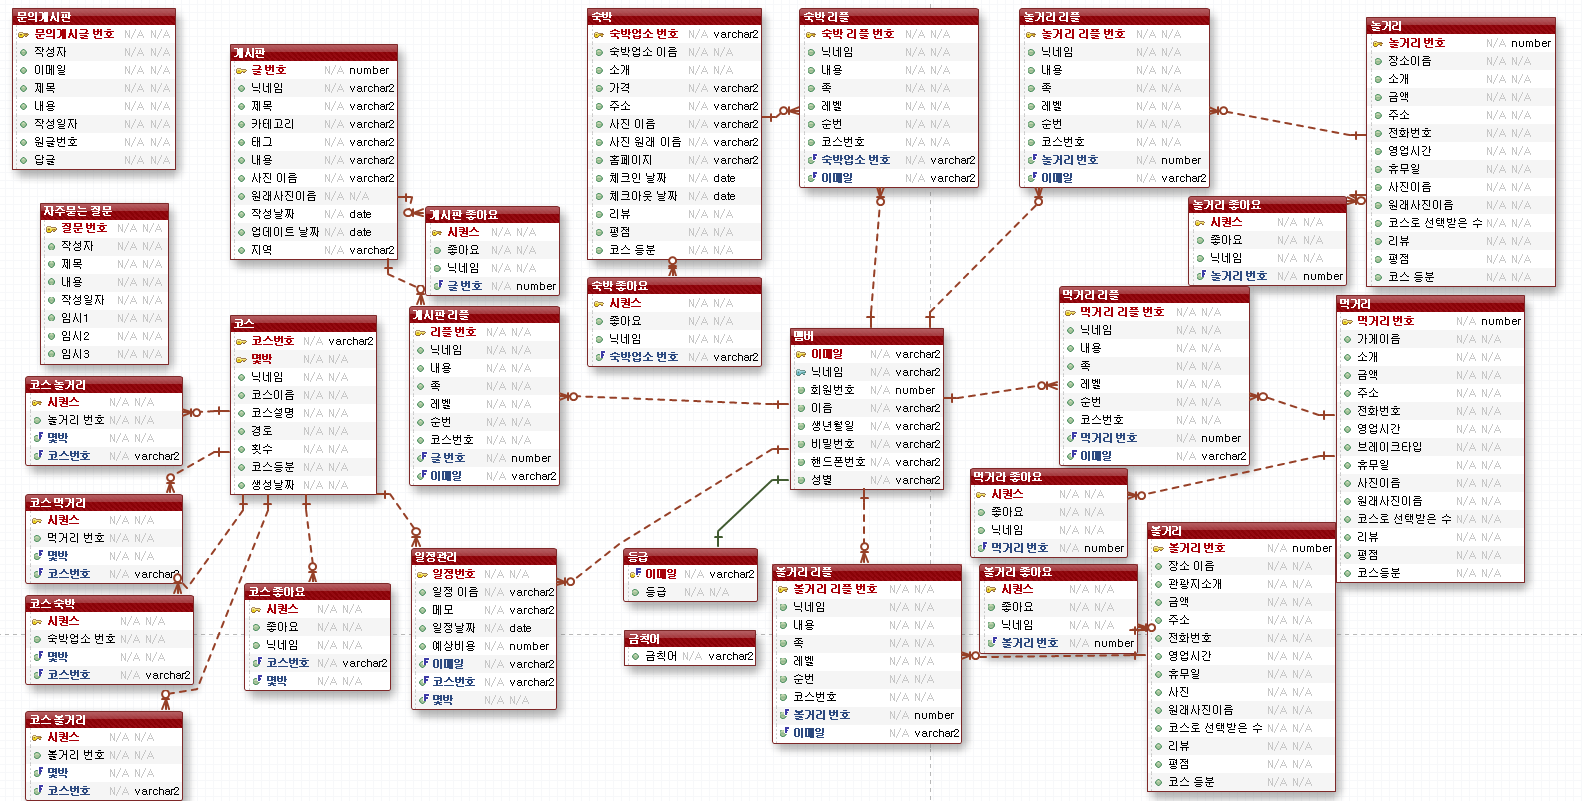 문의게시판
문의게시글 번호 N/A N/A
작성자 N/A N/A
이메일 N/A N/A
제목 N/A N/A
내용 N/A N/A
작성일자 N/A N/A
원글번호 N/A N/A
답글 N/A N/A
자주묻는 질문
질문 번호 N/A N/A
작성자 N/A N/A
제목 N/A N/A
내용 N/A N/A
작성일자 N/A N/A
임시1 N/A N/A
임시2 N/A N/A
임시3 N/A N/A
게시판
글 번호 N/A number
닉네임 N/A varchar2
제목 N/A varchar2
카테고리 N/A varchar2
태그 N/A varchar2
내용 N/A varchar2
사진 이름 N/A varchar2
원래사진이름 N/A N/A
작성날짜 N/A date
업데이트 날짜 N/A date
지역 N/A varchar2
게시판 좋아요
시퀀스 N/A N/A
좋아요 N/A N/A
닉네임 N/A N/A
글 번호 N/A number
게시판 리플
리플 번호 N/A N/A
닉네임 N/A N/A
내용 N/A N/A
족 N/A N/A
레벨 N/A N/A
순번 N/A N/A
코스번호 N/A N/A
글 번호 N/A number
이메일 N/A varchar2
숙박
숙박업소 번호 N/A varchar2
숙박업소 이름 N/A N/A
소개 N/A N/A
가격 N/A varchar2
주소 N/A varchar2
사진 이름 N/A varchar2
사진 원래 이름 N/A varchar2
홈페이지 N/A varchar2
체크인 날짜 N/A date
체크아웃 날짜 N/A date
리뷰 N/A N/A
평점 N/A N/A
코스 등분 N/A N/A
숙박 좋아요
시퀀스 N/A N/A
좋아요 N/A N/A
닉네임 N/A N/A
숙박업소 번호 N/A varchar2
숙박 리플
숙박 리플 번호 N/A N/A
닉네임 N/A N/A
내용 N/A N/A
족 N/A N/A
레벨 N/A N/A
순번 N/A N/A
코스번호 N/A N/A
숙박업소 번호 N/A varchar2
이메일 N/A varchar2
놀거리 리플
놀거리 리플 번호 N/A N/A
닉네임 N/A N/A
내용 N/A N/A
족 N/A N/A
레벨 N/A N/A
순번 N/A N/A
코스번호 N/A N/A
놀거리 번호 N/A number
이메일 N/A varchar2
놀거리
놀거리 번호 N/A number
장소이름 N/A N/A
소개 N/A N/A
금액 N/A N/A
주소 N/A N/A
전화번호 N/A N/A
영업시간 N/A N/A
휴무일 N/A N/A
사진이름 N/A N/A
원래사진이름 N/A N/A
코스로 선택받은 수 N/A N/A
리뷰 N/A N/A
평점 N/A N/A
코스 등분 N/A N/A
놀거리 좋아요
시퀀스 N/A N/A
좋아요 N/A N/A
닉네임 N/A N/A
놀거리 번호 N/A number
먹거리 리플
먹거리 리플 번호 N/A N/A
닉네임 N/A N/A
내용 N/A N/A
족 N/A N/A
레벨 N/A N/A
순번 N/A N/A
코스번호 N/A N/A
먹거리 번호 N/A number
이메일 N/A varchar2
먹거리
먹거리 번호 N/A number
가게이름 N/A N/A
소개 N/A N/A
금액 N/A N/A
주소 N/A N/A
전화번호 N/A N/A
영업시간 N/A N/A
브레이크타임 N/A N/A
휴무일 N/A N/A
사진이름 N/A N/A
원래사진이름 N/A N/A
코스로 선택받은 수 N/A N/A
리뷰 N/A N/A
평점 N/A N/A
코스등분 N/A N/A
먹거리 좋아요
시퀀스 N/A N/A
좋아요 N/A N/A
닉네임 N/A N/A
먹거리 번호 N/A number
멤버
이메일 N/A varchar2
닉네임 N/A varchar2
회원번호 N/A number
이름 N/A varchar2
생년월일 N/A varchar2
비밀번호 N/A varchar2
핸드폰번호 N/A varchar2
성별 N/A varchar2
코스
코스번호 N/A varchar2
몇박 N/A N/A
닉네임 N/A N/A
코스이름 N/A N/A
코스설명 N/A N/A
경로 N/A N/A
횟수 N/A N/A
코스등분 N/A N/A
생성날짜 N/A N/A
코스 놀거리
시퀀스 N/A N/A
놀거리 번호 N/A N/A
몇박 N/A N/A
코스번호 N/A varchar2
코스 먹거리
시퀀스 N/A N/A
먹거리 번호 N/A N/A
몇박 N/A N/A
코스번호 N/A varchar2
코스 숙박
시퀀스 N/A N/A
숙박업소 번호 N/A N/A
몇박 N/A N/A
코스번호 N/A varchar2
코스 볼거리
시퀀스 N/A N/A
볼거리 번호 N/A N/A
몇박 N/A N/A
코스번호 N/A varchar2
코스 좋아요
시퀀스 N/A N/A
좋아요 N/A N/A
닉네임 N/A N/A
코스번호 N/A varchar2
몇박 N/A N/A
일정관리
일정번호 N/A N/A
일정 이름 N/A varchar2
메모 N/A varchar2
일정날짜 N/A date
예상비용 N/A number
이메일 N/A varchar2
코스번호 N/A varchar2
몇박 N/A N/A
등급
이메일 N/A varchar2
등급 N/A N/A
금칙어
금칙어 N/A varchar2
볼거리 리플
볼거리 리플 번호 N/A N/A
닉네임 N/A N/A
내용 N/A N/A
족 N/A N/A
레벨 N/A N/A
순번 N/A N/A
코스번호 N/A N/A
볼거리 번호 N/A number
이메일 N/A varchar2
볼거리 좋아요
시퀀스 N/A N/A
좋아요 N/A N/A
닉네임 N/A N/A
볼거리 번호 N/A number
볼거리
볼거리 번호 N/A number
장소 이름 N/A N/A
관광지소개 N/A N/A
금액 N/A N/A
주소 N/A N/A
전화번호 N/A N/A
영업시간 N/A N/A
휴무일 N/A N/A
사진 N/A N/A
원래사진이름 N/A N/A
코스로 선택받은 수 N/A N/A
리뷰 N/A N/A
평점 N/A N/A
코스 등분 N/A N/A